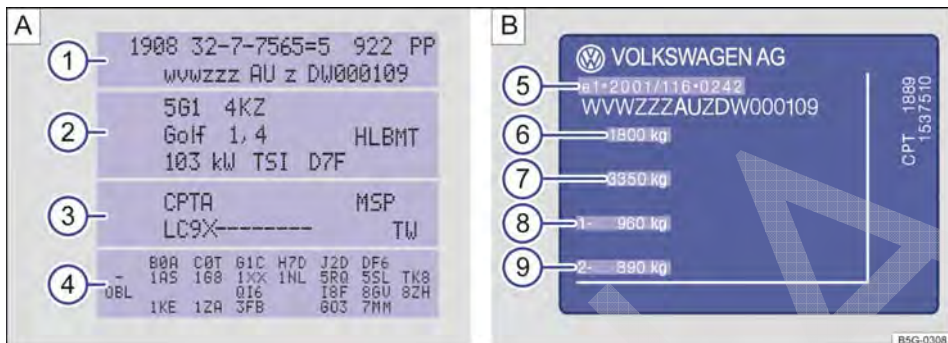 A
1
1908 32-7-7565=5 922 PP
wvwzzz AU z DW000109
2
5G1 4KZ
Golf 1,4 HLBMT
103 kW TSI D7F
3
CPTA MSP
LC9X-------- TW
4
B0A C0T G1C H7D J2D DF6
- 1AS 1G8 1XX 1NL 5RQ 5SL TK8
0BL QI6 I8F 8GU 8ZH
1KE 1ZA 3FB GO3 7MM
B
VOLKSWAGEN AG
5
e1*2001/116*0242
WVWZZZAUZDW000109
6
1800 kg
7
3350 kg
8
1- 960 kg
9
2- 890 kg
CPT 1889
1537510
B5G-0308